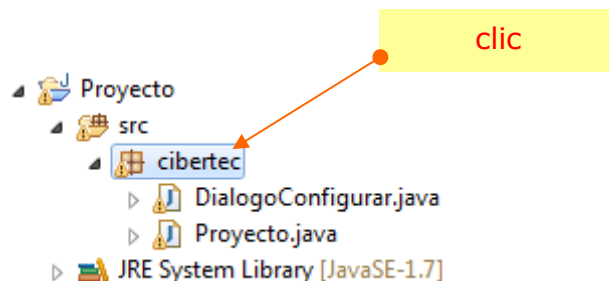 clic
Proyecto
src
cibertec
DialogoConfigurar.java
Proyecto.java
JRE System Library [JavaSE-1.7]